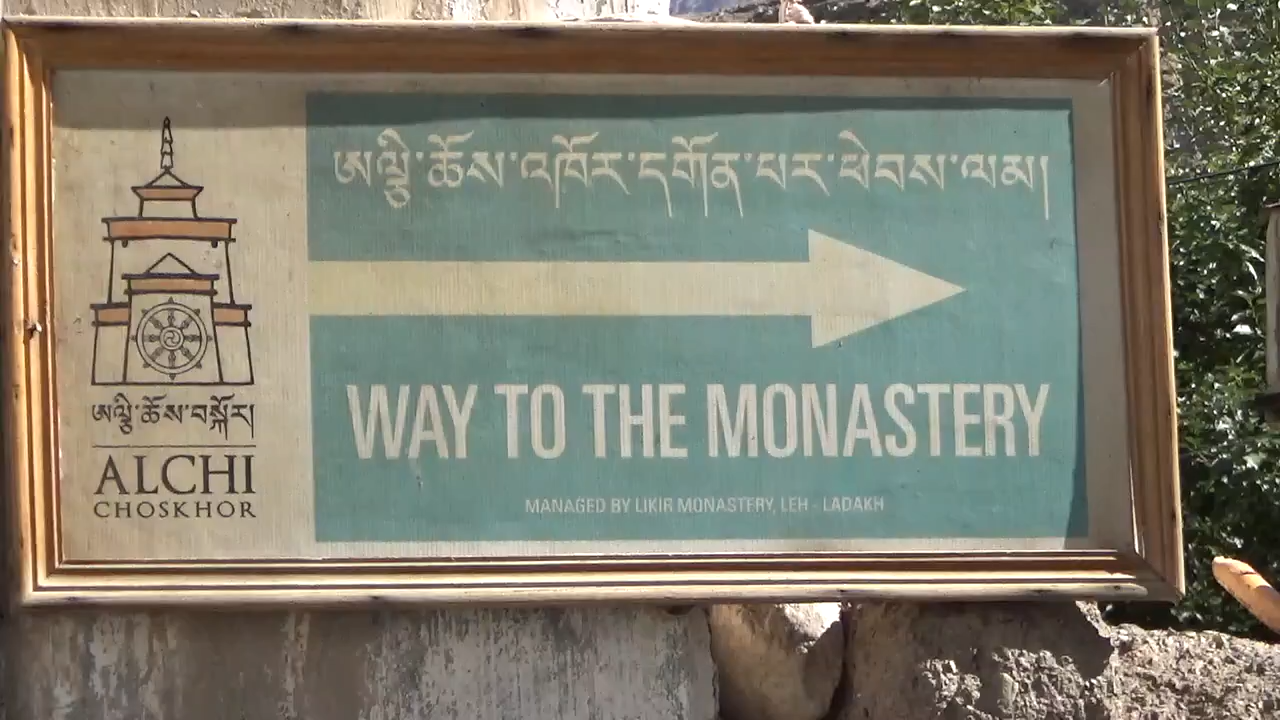 ཨལྕི་ཆོས་འཁོར་དགོན་པར་ཕེབས་ལམ།
WAY TO THE MONASTERY
MANAGED BY LIKIR MONASTERY, LEH - LADAKH
ཨལྕི་ཆོས་བསྐོར།
ALCHI
CHOSKHOR